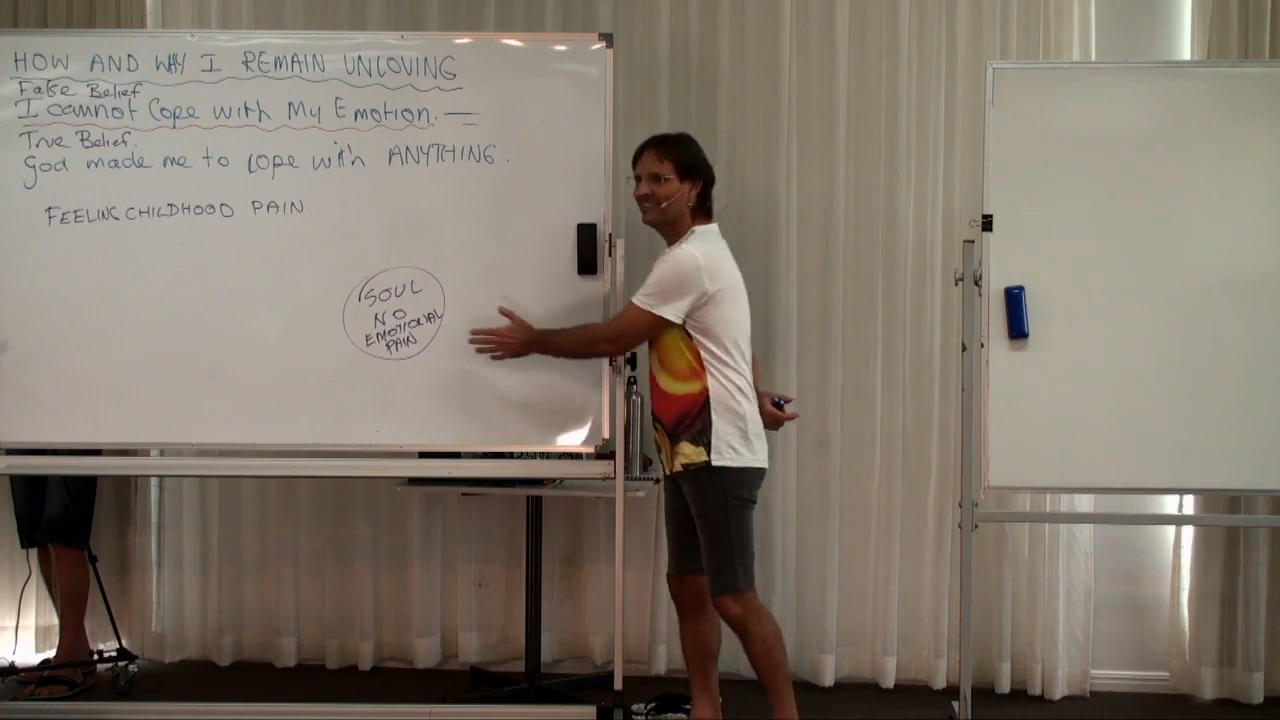 HOW AND WHY I REMAIN UNLOVING
False Belief
I cannot Cope with My Emotion. —
True Belief.
God made me to cope with ANYTHING.
FEELING CHILDHOOD PAIN
SOUL
NO
EMOTIONAL
PAIN